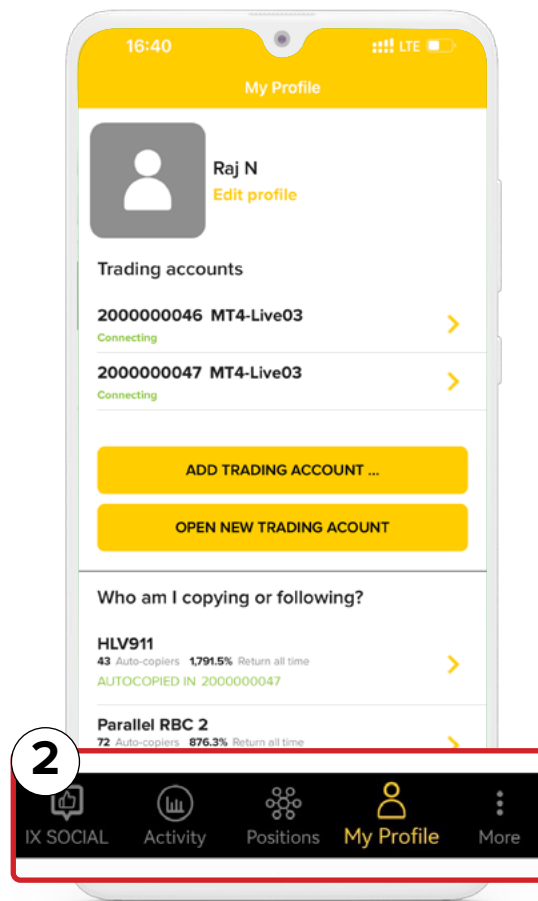 16:40
LTE
My Profile
Raj N
Edit profile
Trading accounts
2000000046 MT4-Live03
Connecting
2000000047 MT4-Live03
Connecting
ADD TRADING ACCOUNT ...
OPEN NEW TRADING ACOUNT
Who am I copying or following?
HLV911
43 Auto-copiers 1,791.5% Return all time
AUTOCOPIED IN 2000000047
Parallel RBC 2
72 Auto-copiers 876.3% Return all time
2
IX SOCIAL Activity Positions My Profile More